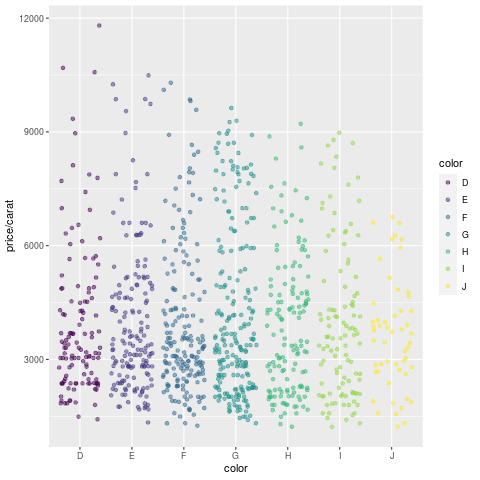 12000
9000
6000
3000
price/carat
D E F G H I J
color
color
D
E
F
G
H
I
J